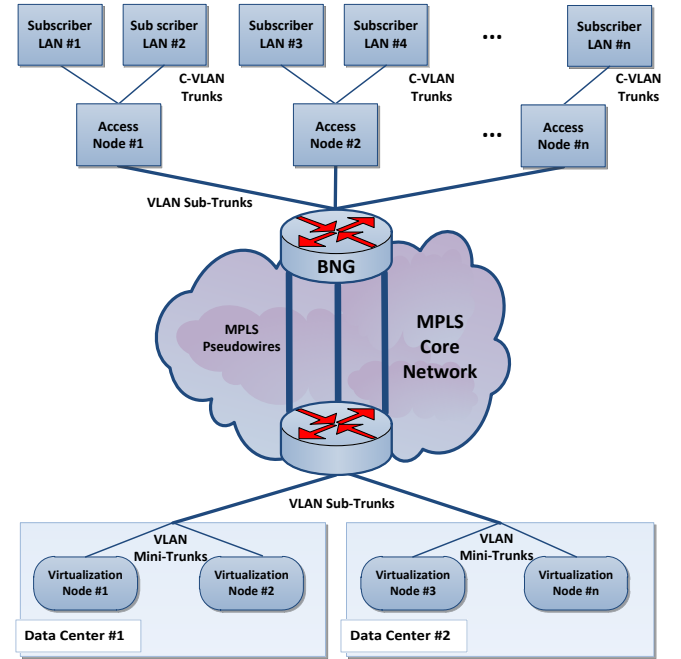 Subscriber LAN #1
Sub scriber LAN #2
Subscriber LAN #3
Subscriber LAN #4
...
Subscriber LAN #n
C-VLAN Trunks
C-VLAN Trunks
C-VLAN Trunks
Access Node #1
Access Node #2
...
Access Node #n
VLAN Sub-Trunks
BNG
MPLS Pseudowires
MPLS Core Network
VLAN Sub-Trunks
VLAN Mini-Trunks
VLAN Mini-Trunks
Virtualization Node #1
Virtualization Node #2
Virtualization Node #3
Virtualization Node #n
Data Center #1
Data Center #2